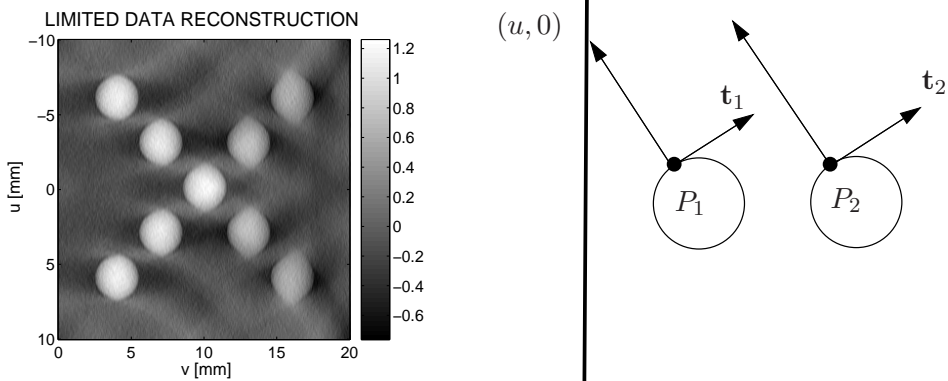 LIMITED DATA RECONSTRUCTION
−10
−5
0
5
10
u [mm]
0
5
10
15
20
v [mm]
1.2
1
0.8
0.6
0.4
0.2
0
−0.2
−0.4
−0.6
(u, 0)
t₁
t₂
P₁
P₂